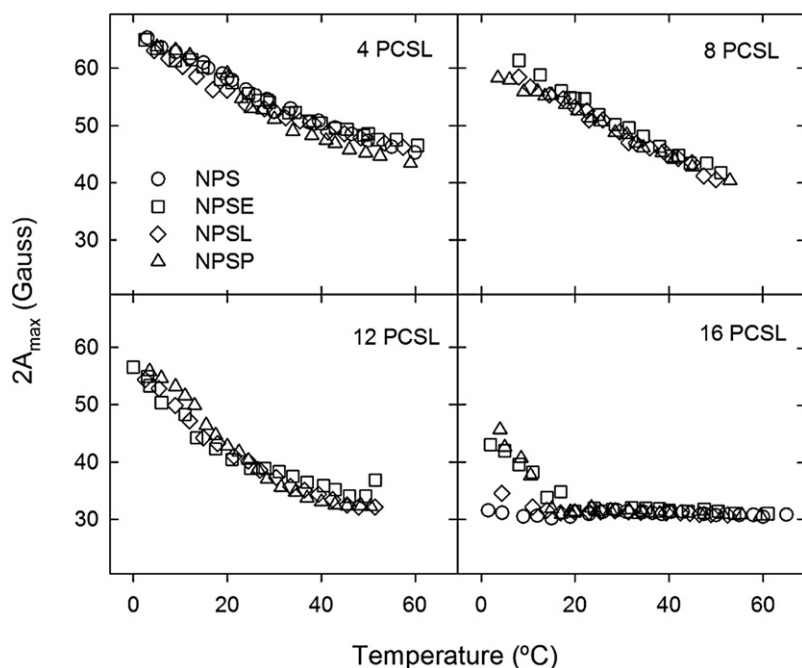 4 PCSL
8 PCSL
60
50
40
30
NPS
NPSE
NPSL
NPSP
2Amax (Gauss)
12 PCSL
16 PCSL
60
50
40
30
0 20 40 60
0 20 40 60
Temperature (ºC)